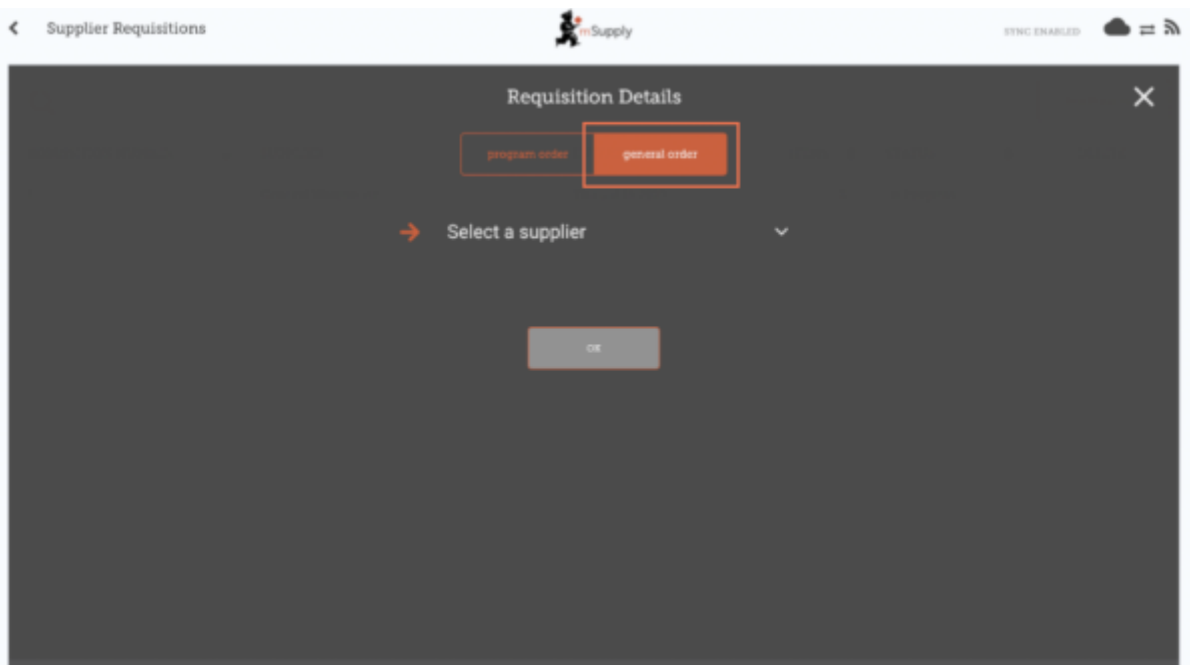 Supplier Requisitions
mSupply
SYNC ENABLED
Requisition Details
program order
general order
Select a supplier
OK